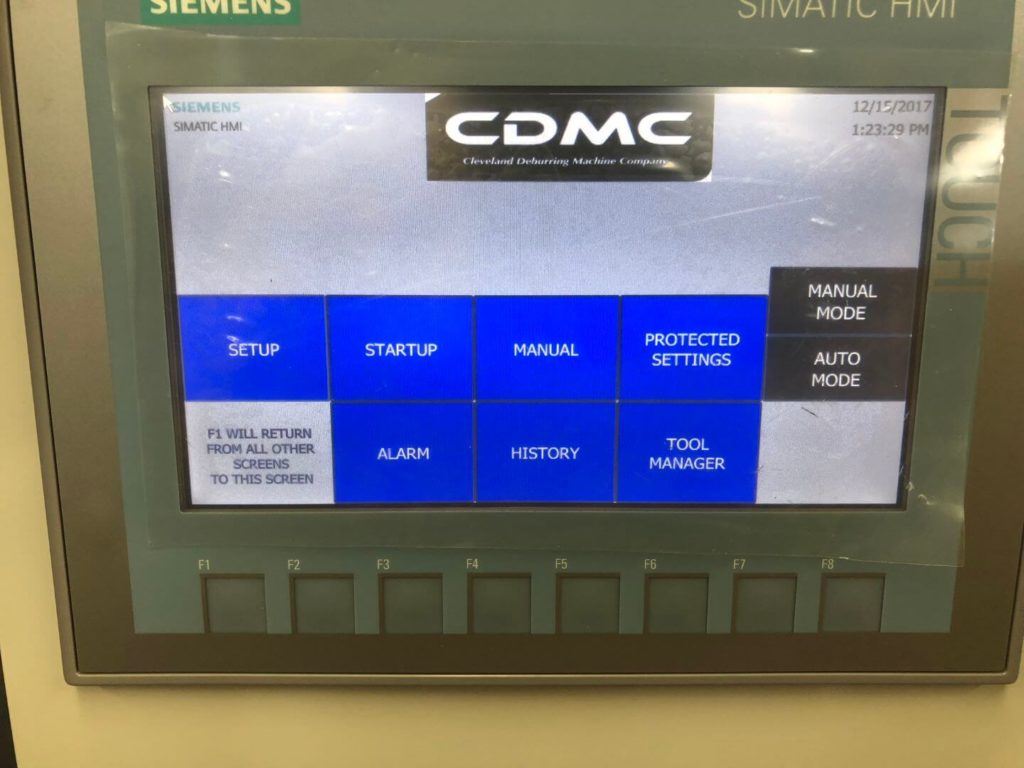 SIEMENS
SIMATIC HMI
TOUCH
SIEMENS
SIMATIC HMI
CDMC
Cleveland Deburring Machine Company
12/15/2017
1:23:29 PM
MANUAL
MODE
SETUP
STARTUP
MANUAL
PROTECTED
SETTINGS
AUTO
MODE
F1 WILL RETURN
FROM ALL OTHER
SCREENS
TO THIS SCREEN
ALARM
HISTORY
TOOL
MANAGER
F1
F2
F3
F4
F5
F6
F7
F8